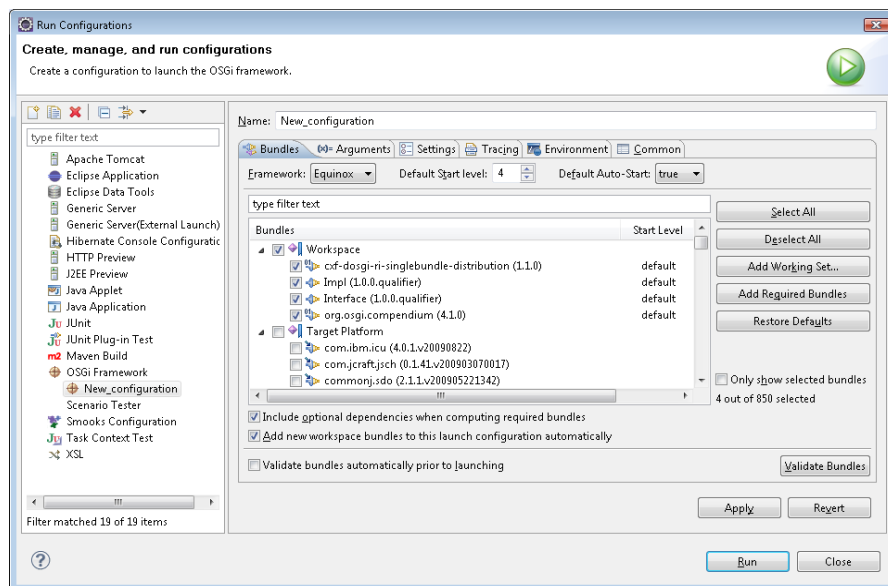 Run Configurations
Create, manage, and run configurations
Create a configuration to launch the OSGi framework.
type filter text
Apache Tomcat
Eclipse Application
Eclipse Data Tools
Generic Server
Generic Server(External Launch)
Hibernate Console Configuratic
HTTP Preview
J2EE Preview
Java Applet
Java Application
Ju JUnit
JUnit Plug-in Test
m2 Maven Build
OSGi Framework
New_configuration
Scenario Tester
Smooks Configuration
Ju Task Context Test
XSL
Filter matched 19 of 19 items
Name: New_configuration
Bundles (x)= Arguments Settings Tracing Environment Common
Framework: Equinox Default Start level: 4 Default Auto-Start: true
type filter text
Bundles Start Level
Workspace
cxf-dosgi-ri-singlebundle-distribution (1.1.0) default
Impl (1.0.0.qualifier) default
Interface (1.0.0.qualifier) default
org.osgi.compendium (4.1.0) default
Target Platform
com.ibm.icu (4.0.1.v20090822)
com.jcraft.jsch (0.1.41.v200903070017)
commonj.sdo (2.1.1.v200905221342)
Select All
Deselect All
Add Working Set...
Add Required Bundles
Restore Defaults
Only show selected bundles
4 out of 850 selected
Include optional dependencies when computing required bundles
Add new workspace bundles to this launch configuration automatically
Validate bundles automatically prior to launching
Validate Bundles
Apply Revert
? Run Close